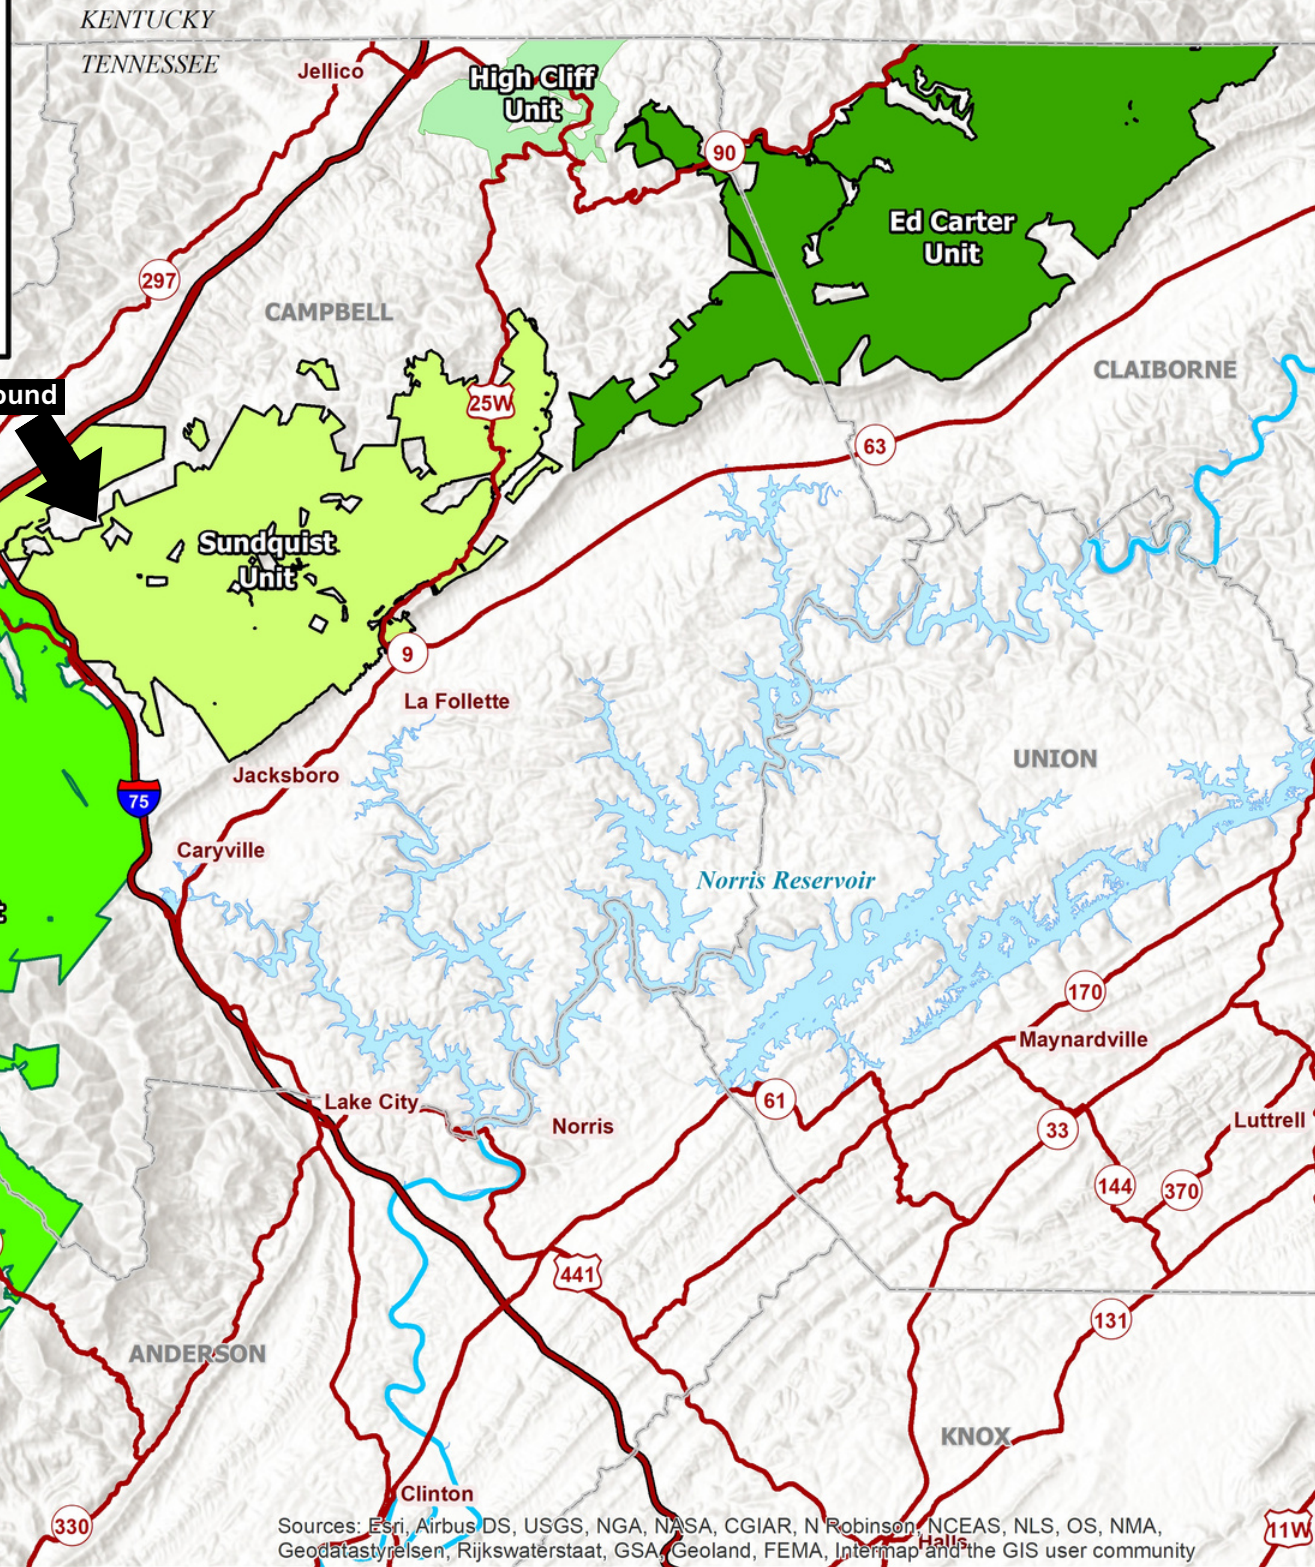 KENTUCKY
TENNESSEE
Jellico
High Cliff
Unit
90
Ed Carter
Unit
297
CAMPBELL
CLAIBORNE
ound
25W
63
Sundquist
Unit
9
La Follette
UNION
Jacksboro
75
Caryville
Norris Reservoir
t
170
Maynardville
Lake City
61
Norris
33
Luttrell
144
370
441
131
ANDERSON
KNOX
Clinton
330
11W
Halls
Sources: Esri, Airbus DS, USGS, NGA, NASA, CGIAR, N Robinson, NCEAS, NLS, OS, NMA,
Geodatastyrelsen, Rijkswaterstaat, GSA, Geoland, FEMA, Intermap and the GIS user community